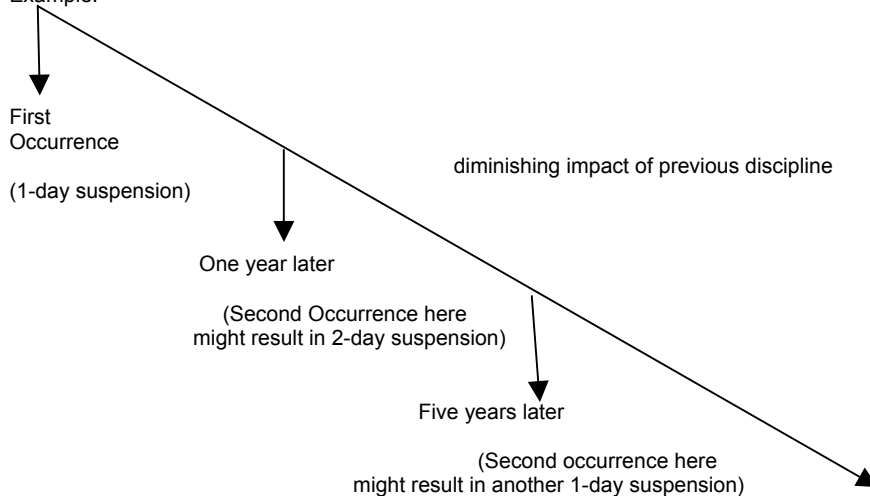 Example:
First
Occurrence
(1-day suspension)
diminishing impact of previous discipline
One year later
(Second Occurrence here
might result in 2-day suspension)
Five years later
(Second occurrence here
might result in another 1-day suspension)